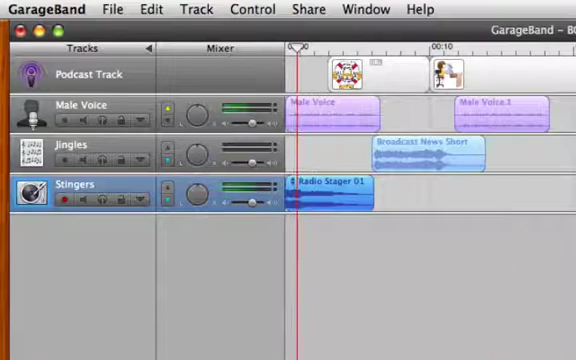 GarageBand File Edit Track Control Share Window Help
GarageBand –
Tracks Mixer 00:10
Podcast Track
Male Voice Male Voice Male Voice.1
Jingles Broadcast News Short
Stingers Radio Stager 01